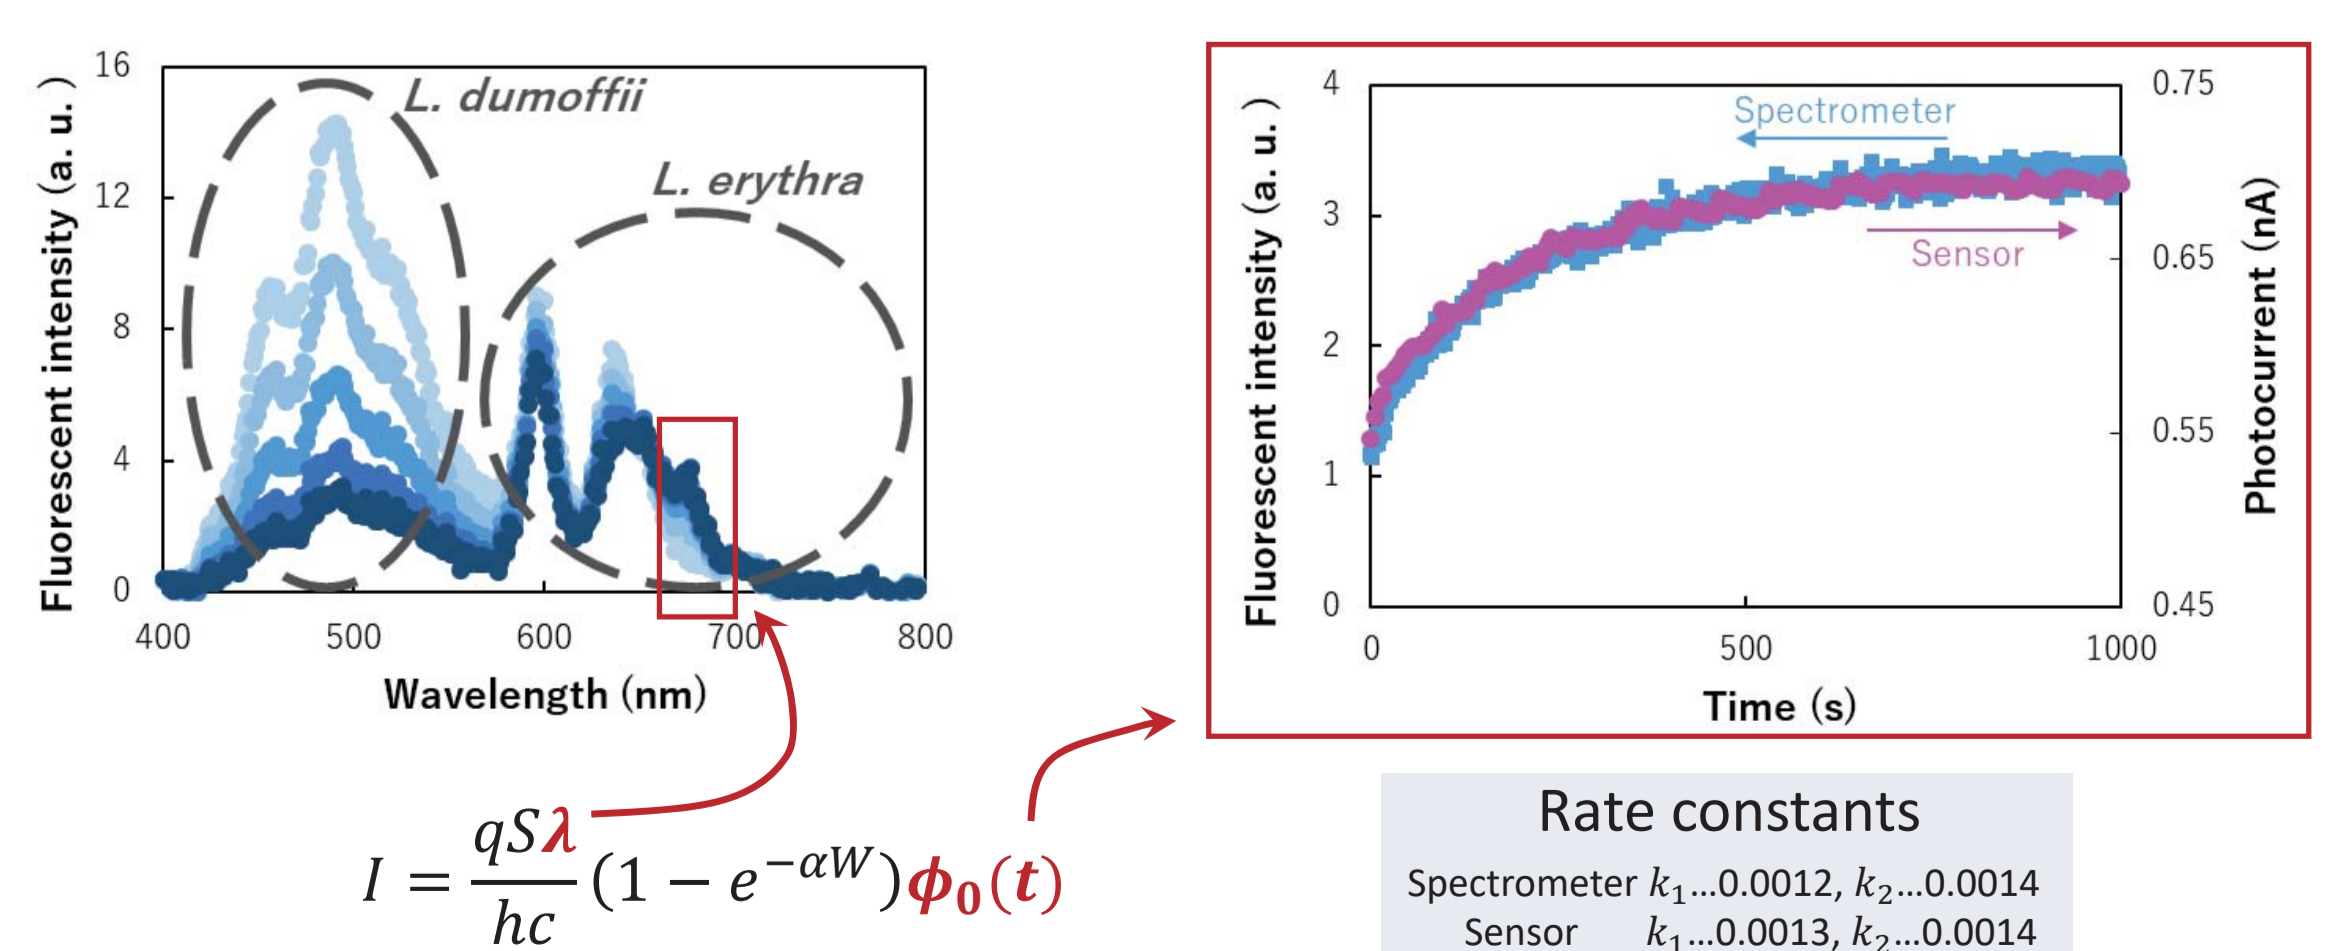 Fluorescent intensity (a. u. )
16
12
8
4
0
L. dumoffii
L. erythra
400 500 600 700 800
Wavelength (nm)
Fluorescent intensity (a. u. )
4
3
2
1
0
Spectrometer
Sensor
0.75
0.65
0.55
0.45
Photocurrent (nA)
0 500 1000
Time (s)
I = qSλ/hc (1 − e^{−αW})ϕ₀(t)
Rate constants
Spectrometer k₁…0.0012, k₂…0.0014
Sensor k₁…0.0013, k₂…0.0014